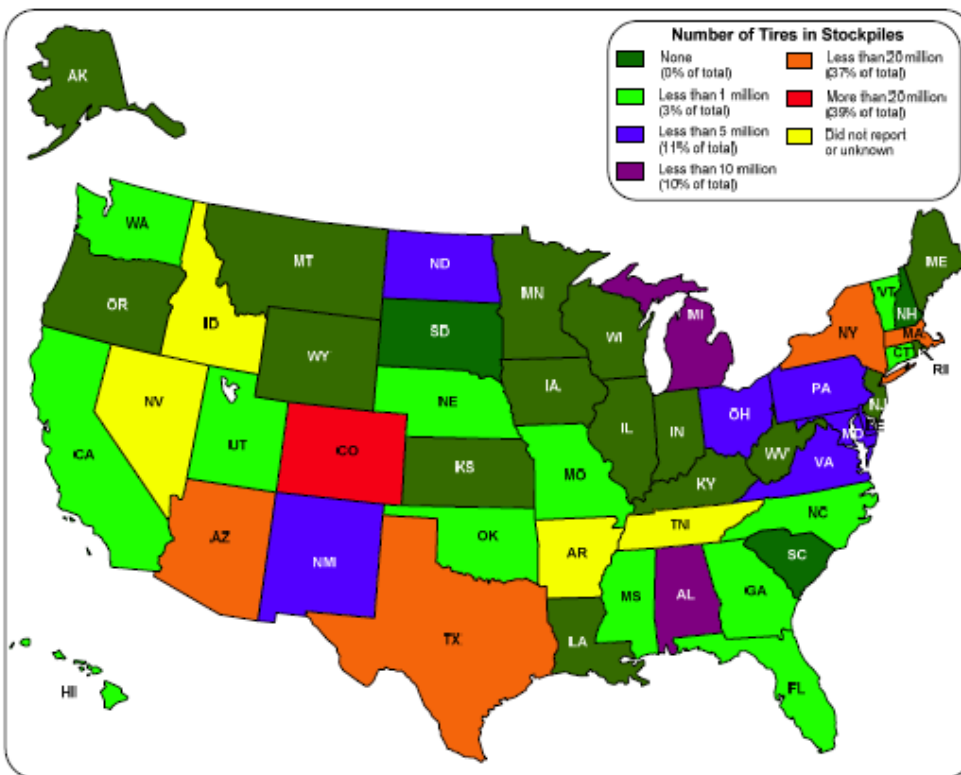 Number of Tires in Stockpiles
None
(0% of total)
Less than 1 million
(3% of total)
Less than 5 million
(11% of total)
Less than 10 million
(10% of total)
Less than 20 million
(37% of total)
More than 20 million
(39% of total)
Did not report
or unknown
AK
WA
MT
ND
MN
ME
OR
ID
WY
SD
WI
MI
VT
NH
NY
MA
CT
RI
NV
UT
CO
NE
IA
IL
IN
OH
PA
NJ
DE
MD
CA
KS
MO
KY
WV
VA
AZ
NM
OK
AR
TN
NC
SC
TX
LA
MS
AL
GA
FL
HI